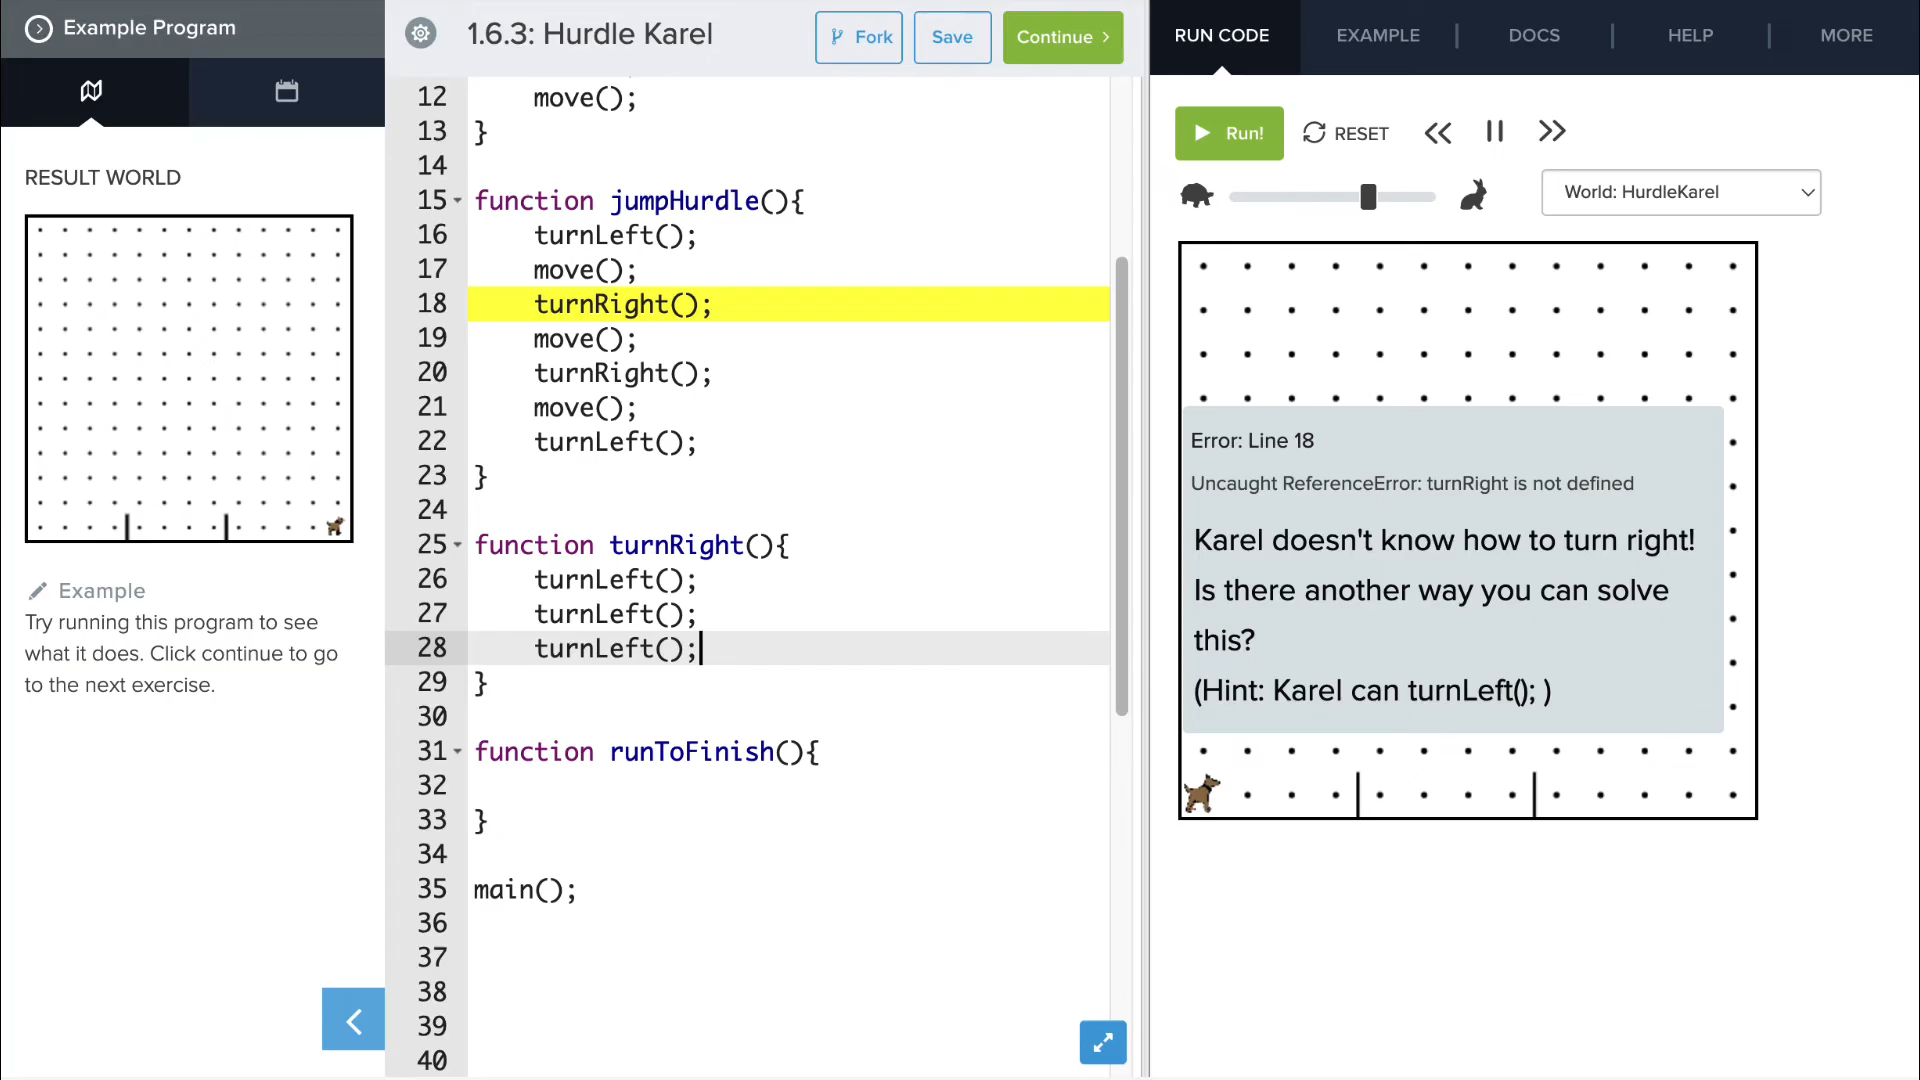 Example Program
RESULT WORLD
Example
Try running this program to see
what it does. Click continue to go
to the next exercise.
1.6.3: Hurdle Karel
Fork
Save
Continue
12 move();
13 }
14
15 function jumpHurdle(){
16 turnLeft();
17 move();
18 turnRight();
19 move();
20 turnRight();
21 move();
22 turnLeft();
23 }
24
25 function turnRight(){
26 turnLeft();
27 turnLeft();
28 turnLeft();
29 }
30
31 function runToFinish(){
32
33 }
34
35 main();
36
37
38
39
40
RUN CODE
EXAMPLE
DOCS
HELP
MORE
Run!
RESET
World: HurdleKarel
Error: Line 18
Uncaught ReferenceError: turnRight is not defined
Karel doesn't know how to turn right!
Is there another way you can solve
this?
(Hint: Karel can turnLeft(); )